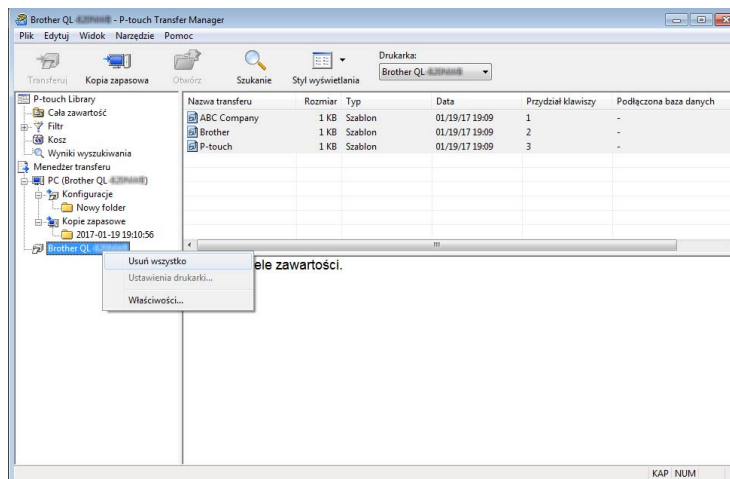 Brother QL - P-touch Transfer Manager
Plik Edytuj Widok Narzędzie Pomoc
Transferuj Kopia zapasowa Otwórz Szukanie Styl wyświetlania
Drukarka:
Brother QL
P-touch Library
Cała zawartość
Filtr
Kosz
Wyniki wyszukiwania
Menedżer transferu
PC (Brother QL )
Konfiguracje
Nowy folder
Kopie zapasowe
2017-01-19 19:10:56
Brother QL
Nazwa transferu Rozmiar Typ Data Przydział klawiszy Podłączona baza danych
ABC Company 1 KB Szablon 01/19/17 19:09 1 -
Brother 1 KB Szablon 01/19/17 19:09 2 -
P-touch 1 KB Szablon 01/19/17 19:09 3
ele zawartości.
Usuń wszystko
Ustawienia drukarki...
Właściwości...
KAP NUM